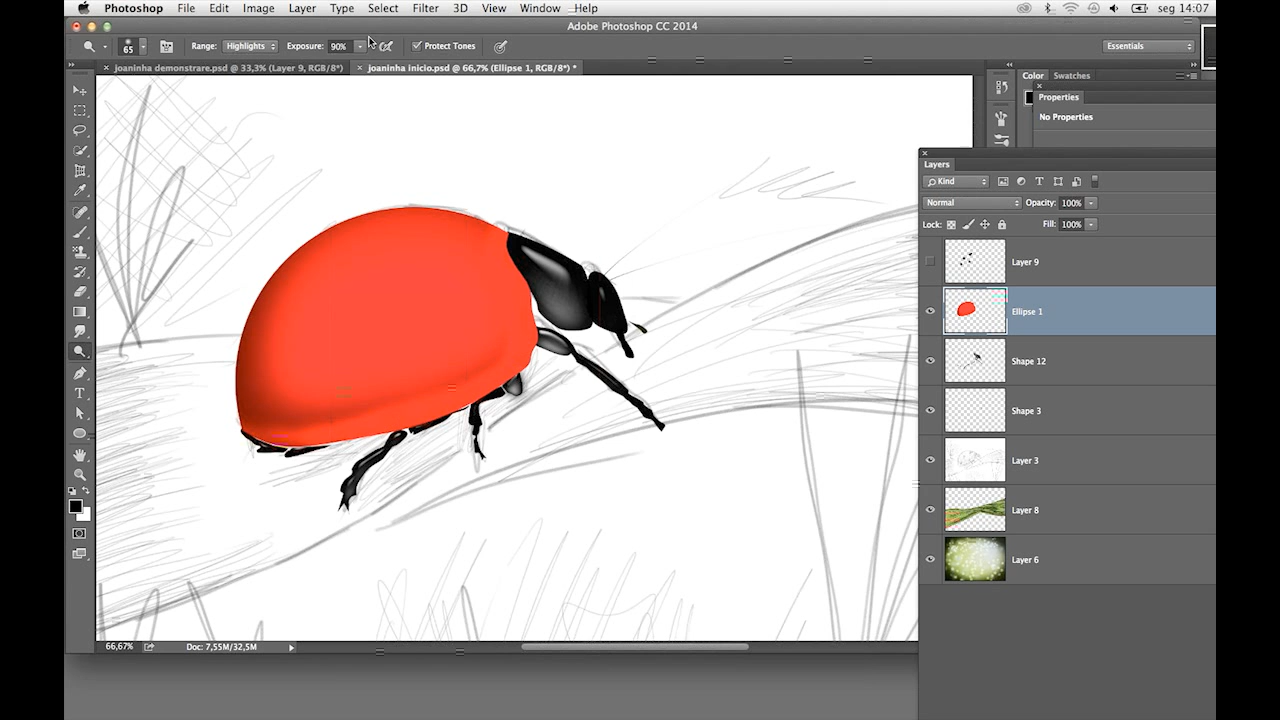 Photoshop File Edit Image Layer Type Select Filter 3D View Window Help seg 14:07
Adobe Photoshop CC 2014
65 Range: Highlights Exposure: 90% Protect Tones Essentials
joaninha demonstrare.psd @ 33,3% (Layer 9, RGB/8*) joaninha inicio.psd @ 66,7% (Ellipse 1, RGB/8*) *
Color Swatches
Properties
No Properties
Layers
Kind
Normal Opacity: 100%
Lock: Fill: 100%
Layer 9
Ellipse 1
Shape 12
Shape 3
Layer 3
Layer 8
Layer 6
66,67% Doc: 7,55M/32,5M